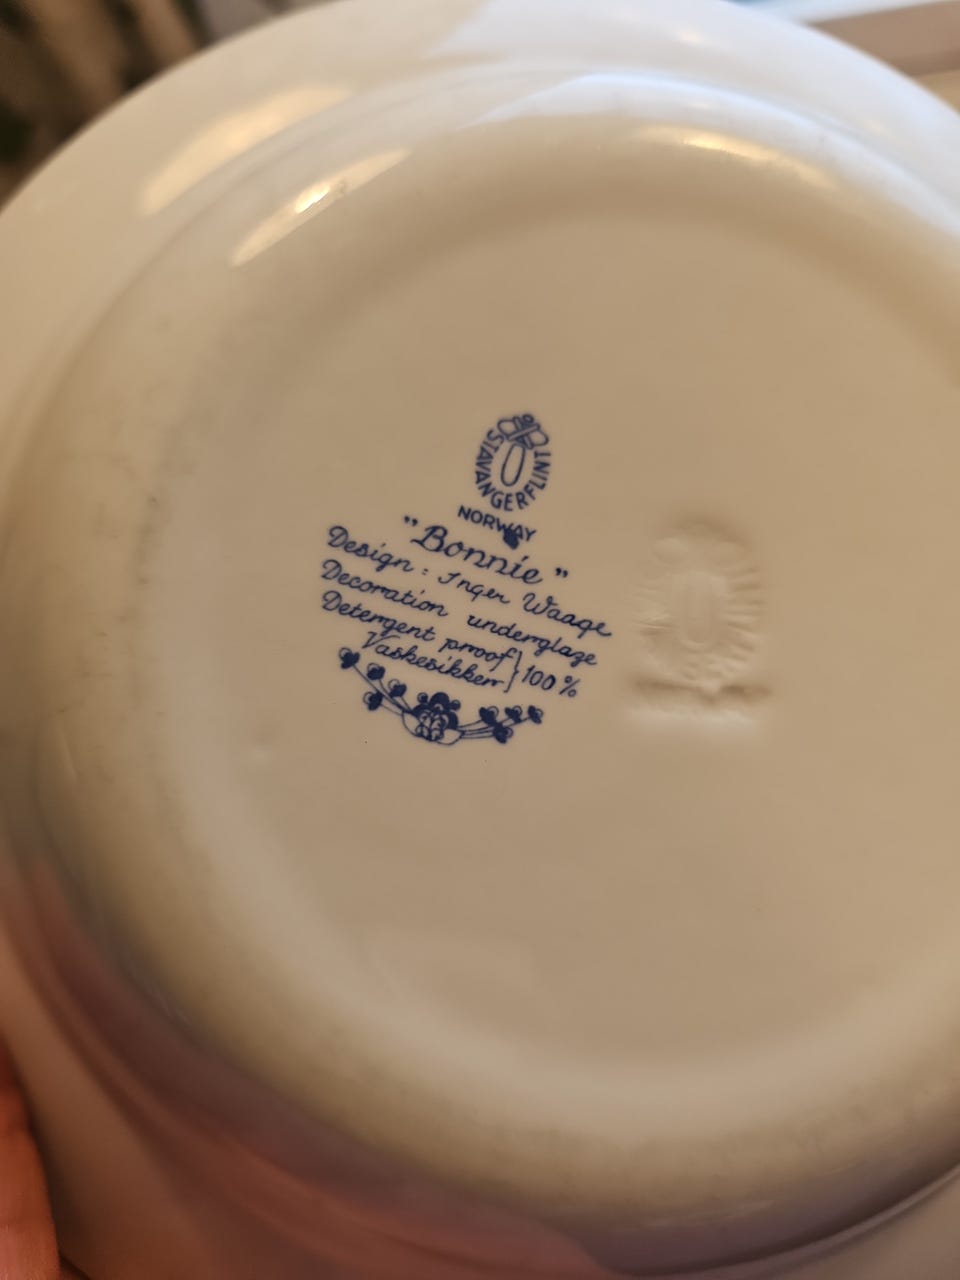 STAVANGERFLINT
NORWAY
"Bonnie"
Design: Inger Waage
Decoration underglaze
Detergent proof
Vaskesikker } 100%